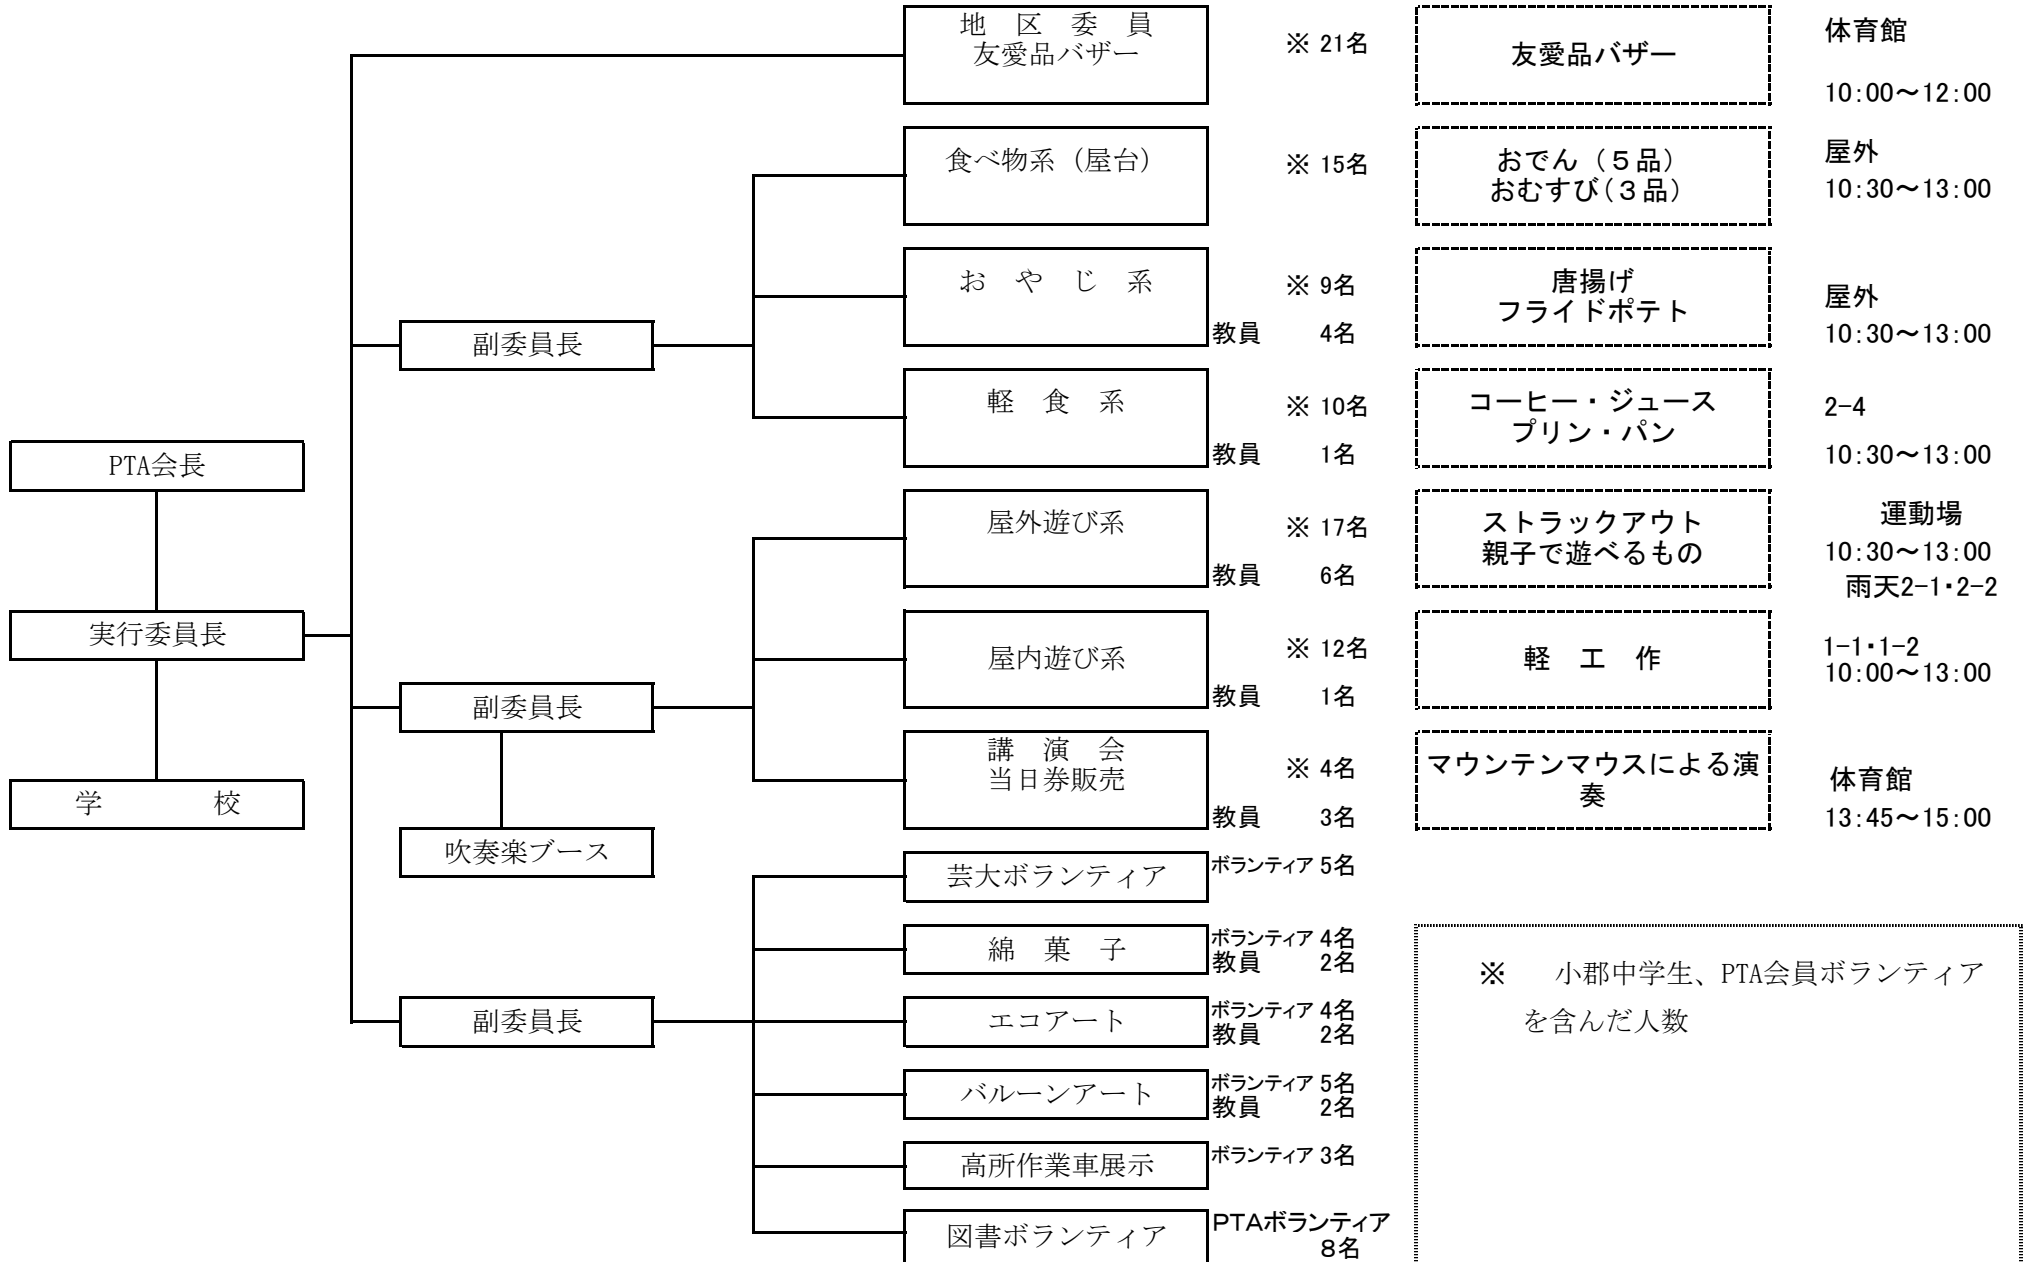 地　区　委　員
友愛品バザー
※ 21名
友愛品バザー
体育館
10:00～12:00
食べ物系（屋台）
※ 15名
おでん（５品）
おむすび（３品）
屋外
10:30～13:00
お　や　じ　系
※ 9名
教員　4名
唐揚げ
フライドポテト
屋外
10:30～13:00
副委員長
軽　食　系
※ 10名
教員　1名
コーヒー・ジュース
プリン・パン
2-4
10:30～13:00
PTA会長
屋外遊び系
※ 17名
教員　6名
ストラックアウト
親子で遊べるもの
運動場
10:30～13:00
雨天2-1・2-2
実行委員長
屋内遊び系
※ 12名
教員　1名
軽　工　作
1-1・1-2
10:00～13:00
副委員長
講　演　会
当日券販売
※ 4名
教員　3名
マウンテンマウスによる演
奏
体育館
13:45～15:00
学　　　　校
吹奏楽ブース
芸大ボランティア
ボランティア 5名
綿　菓　子
ボランティア 4名
教員　2名
副委員長
エコアート
ボランティア 4名
教員　2名
バルーンアート
ボランティア 5名
教員　2名
高所作業車展示
ボランティア 3名
図書ボランティア
PTAボランティア
8名
※　小郡中学生、PTA会員ボランティア
を含んだ人数